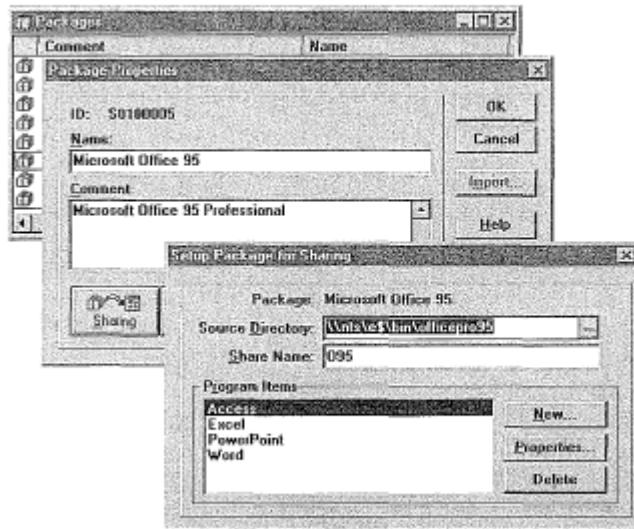 Packages
Comment Name
Package Properties
ID: S0100005
Name:
Microsoft Office 95
Comment
Microsoft Office 95 Professional
OK
Cancel
Import...
Help
Sharing
Setup Package for Sharing
Package: Microsoft Office 95
Source Directory:
...
Share Name: O95
Program Items
Access
Excel
PowerPoint
Word
New...
Properties...
Delete